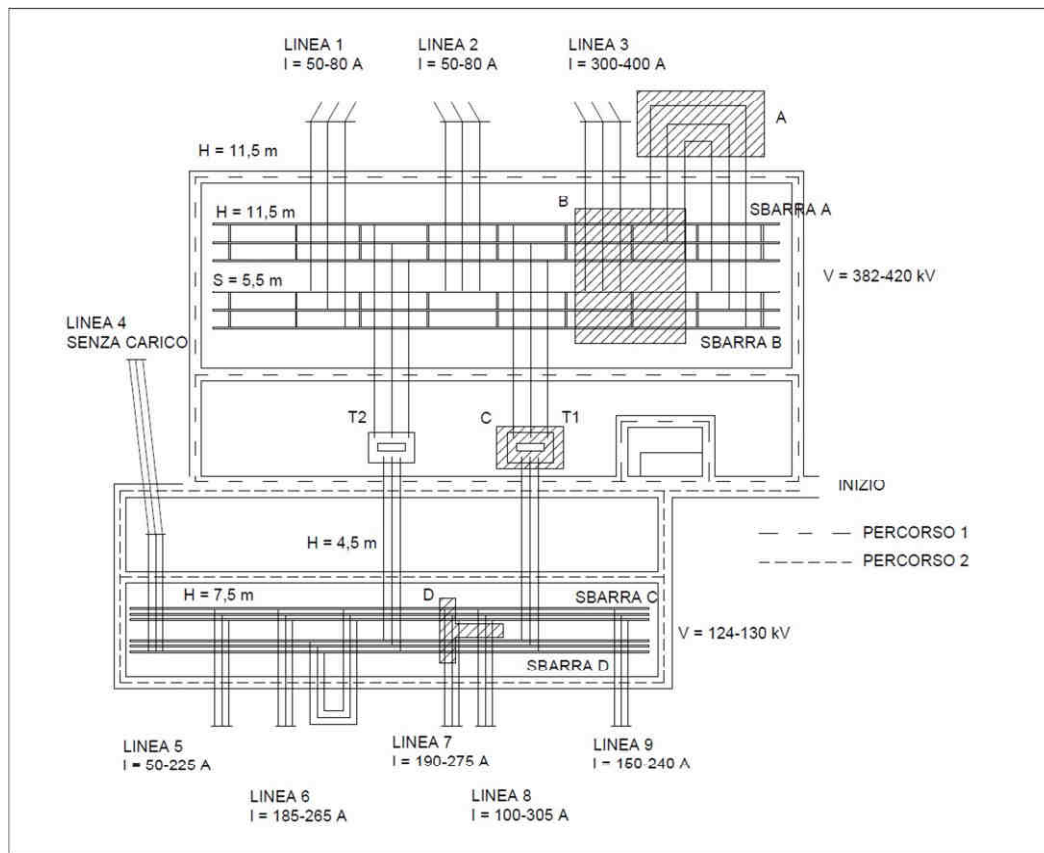 LINEA 1
I = 50-80 A
LINEA 2
I = 50-80 A
LINEA 3
I = 300-400 A
A
H = 11,5 m
B
SBARRA A
H = 11,5 m
V = 382-420 kV
S = 5,5 m
LINEA 4
SENZA CARICO
SBARRA B
T2
C
T1
INIZIO
PERCORSO 1
H = 4,5 m
PERCORSO 2
H = 7,5 m
D
SBARRA C
V = 124-130 kV
SBARRA D
LINEA 5
I = 50-225 A
LINEA 7
I = 190-275 A
LINEA 9
I = 150-240 A
LINEA 6
I = 185-265 A
LINEA 8
I = 100-305 A